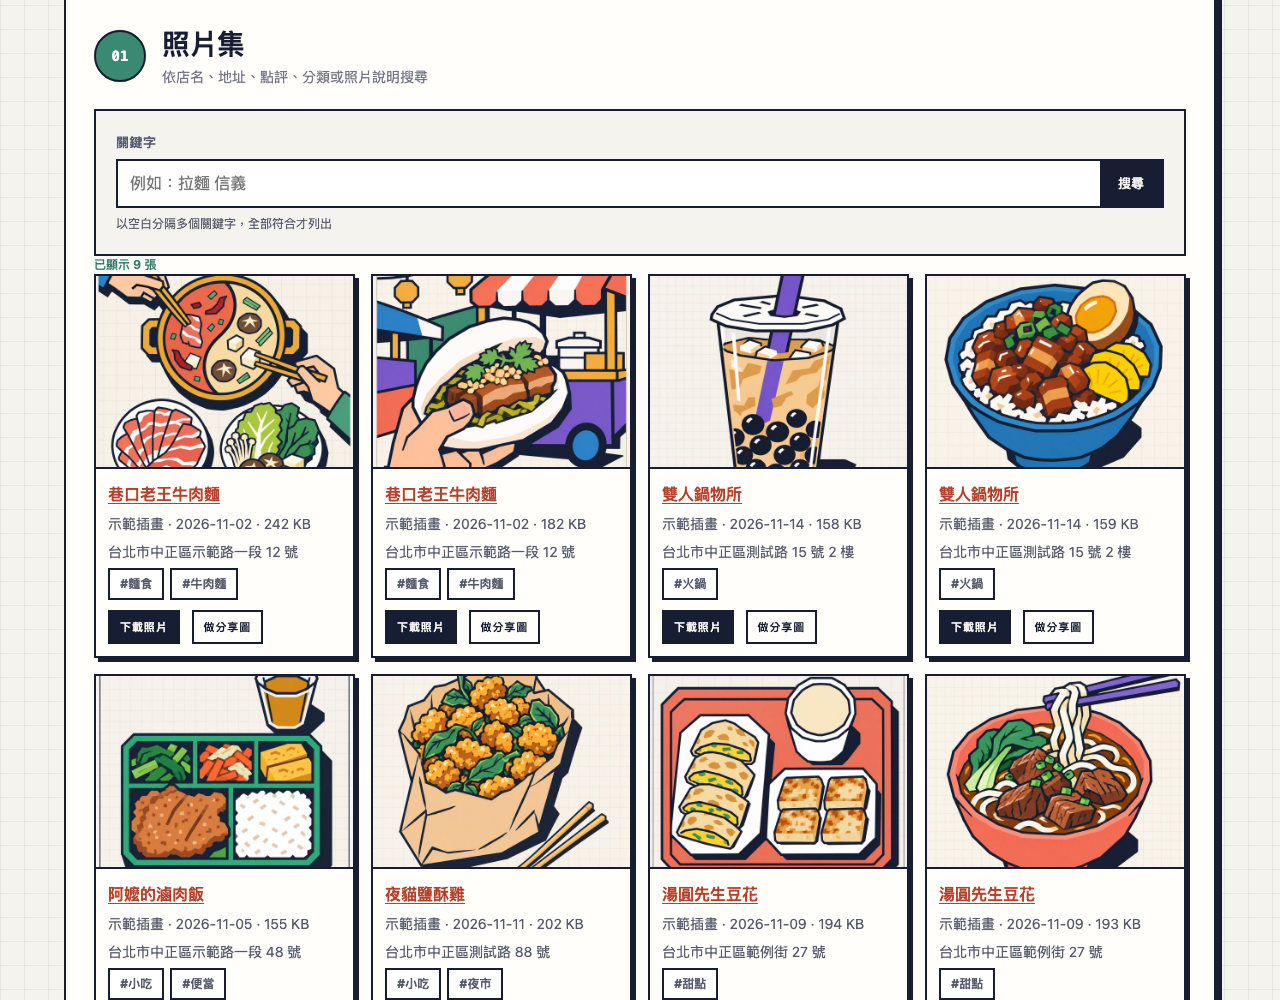 01
照片集
依店名、地址、點評、分類或照片說明搜尋
關鍵字
例如：拉麵 信義
搜尋
以空白分隔多個關鍵字，全部符合才列出
已顯示 9 張
巷口老王牛肉麵
示範插畫 · 2026-11-02 · 242 KB
台北市中正區示範路一段 12 號
#麵食
#牛肉麵
下載照片
做分享圖
巷口老王牛肉麵
示範插畫 · 2026-11-02 · 182 KB
台北市中正區示範路一段 12 號
#麵食
#牛肉麵
下載照片
做分享圖
雙人鍋物所
示範插畫 · 2026-11-14 · 158 KB
台北市中正區測試路 15 號 2 樓
#火鍋
下載照片
做分享圖
雙人鍋物所
示範插畫 · 2026-11-14 · 159 KB
台北市中正區測試路 15 號 2 樓
#火鍋
下載照片
做分享圖
阿嬤的滷肉飯
示範插畫 · 2026-11-05 · 155 KB
台北市中正區示範路一段 48 號
#小吃
#便當
夜貓鹽酥雞
示範插畫 · 2026-11-11 · 202 KB
台北市中正區測試路 88 號
#小吃
#夜市
湯圓先生豆花
示範插畫 · 2026-11-09 · 194 KB
台北市中正區範例街 27 號
#甜點
湯圓先生豆花
示範插畫 · 2026-11-09 · 193 KB
台北市中正區範例街 27 號
#甜點